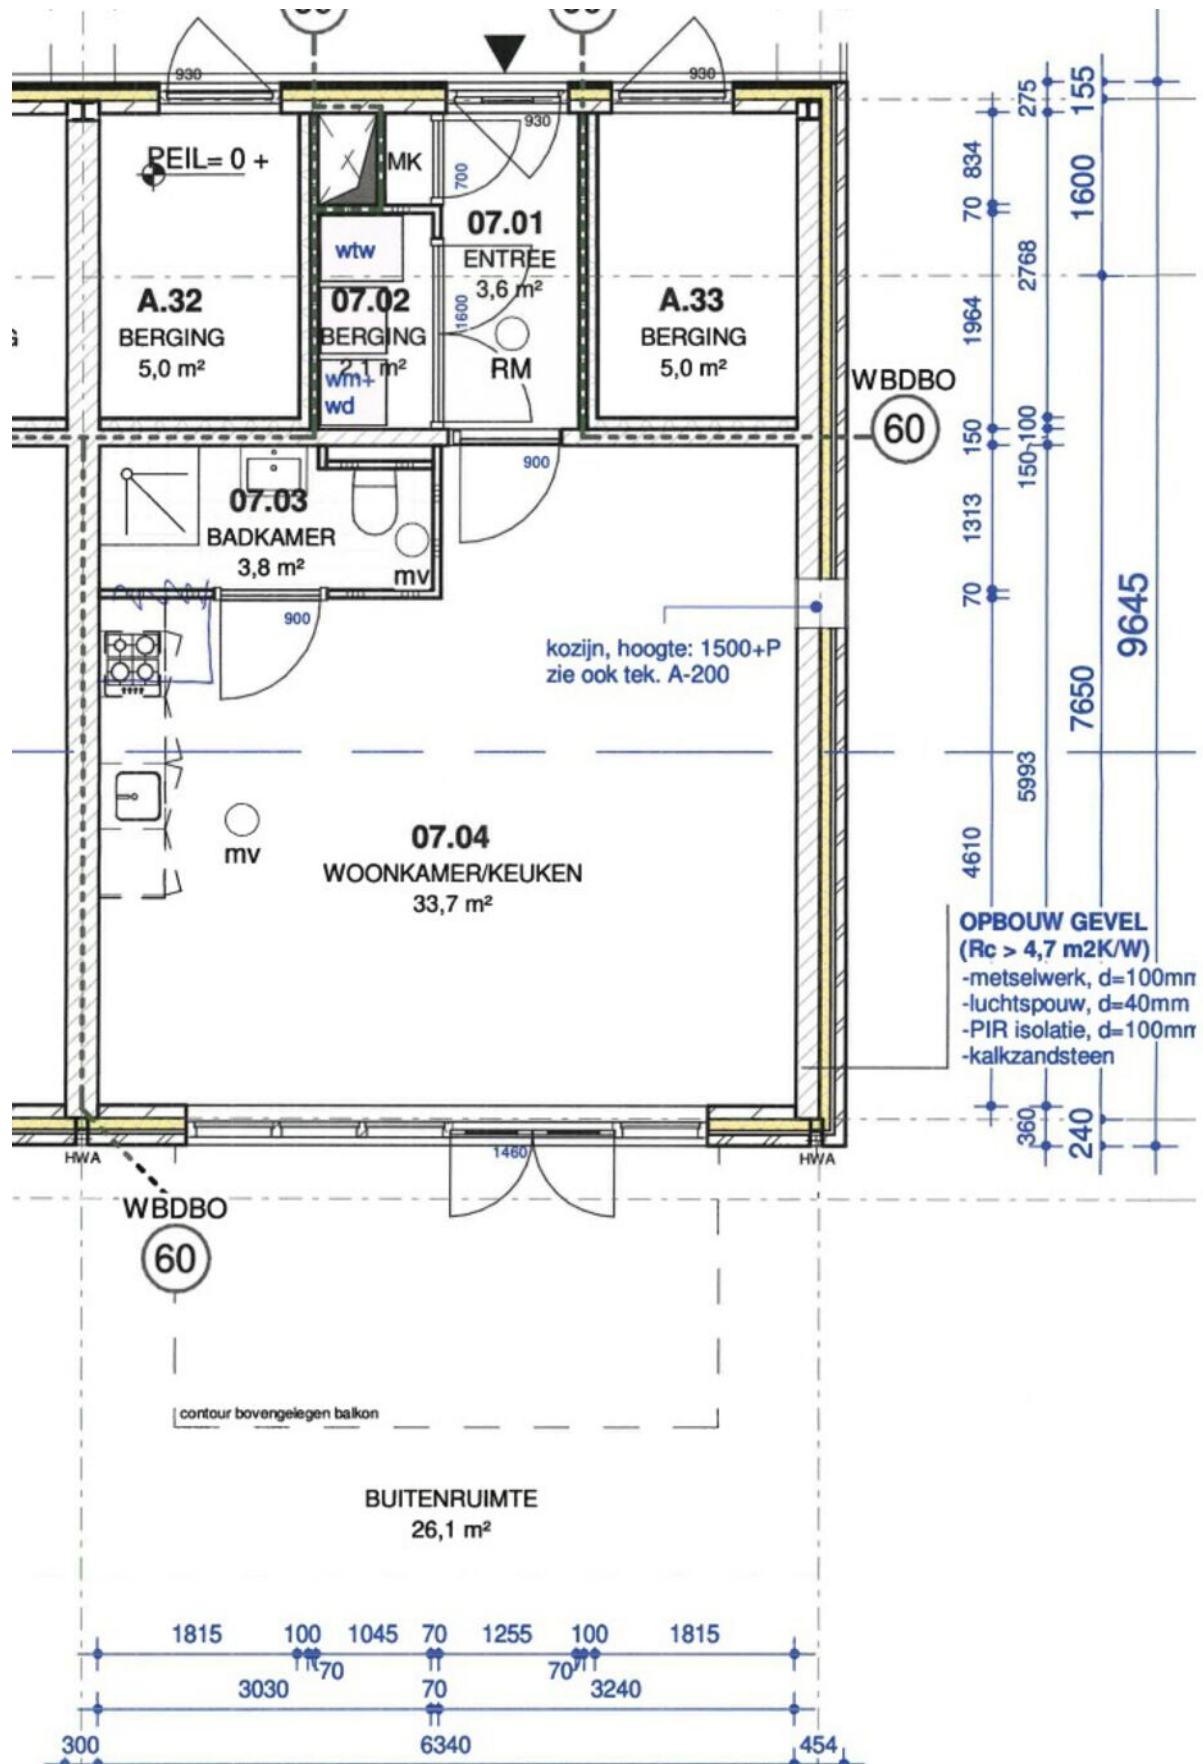 930
930
930
PEIL= 0 +
MK
700
07.01
ENTREE
3,6 m²
wtw
A.32
BERGING
5,0 m²
07.02
BERGING
2,1 m²
1600
wm+
wd
RM
A.33
BERGING
5,0 m²
WBDBO
60
900
07.03
BADKAMER
3,8 m²
mv
900
kozijn, hoogte: 1500+P
zie ook tek. A-200
mv
07.04
WOONKAMER/KEUKEN
33,7 m²
275
155
834
70
1600
2768
1964
150
100
150
1313
70
9645
7650
5993
4610
OPBOUW GEVEL
(Rc > 4,7 m2K/W)
-metselwerk, d=100mm
-luchtspouw, d=40mm
-PIR isolatie, d=100mm
-kalkzandsteen
360
240
HWA
1460
HWA
WBDBO
60
contour bovengelegen balkon
BUITENRUIMTE
26,1 m²
1815 100 1045 70 1255 100 1815
70 70
3030 70 3240
300 6340 454